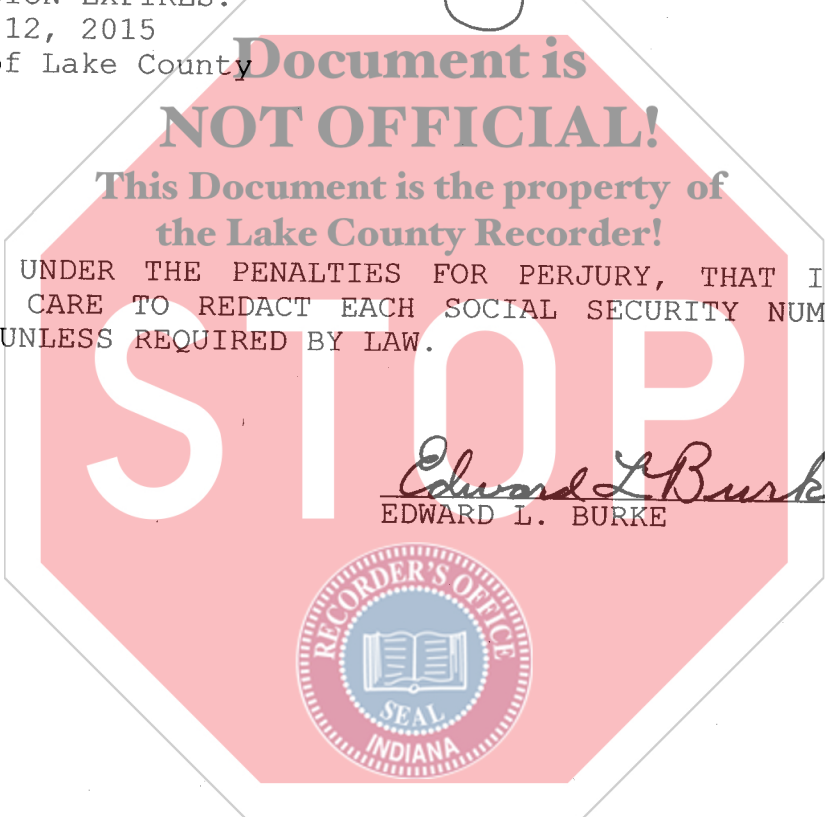 EXPIRES:
12, 2015
of Lake County
Document is
NOT OFFICIAL!
This Document is the property of
the Lake County Recorder!
UNDER THE PENALTIES FOR PERJURY, THAT I
CARE TO REDACT EACH SOCIAL SECURITY NUM
UNLESS REQUIRED BY LAW.
STOP
Edward L Burk
EDWARD L. BURKE
RECORDER'S OFFICE
SEAL
INDIANA